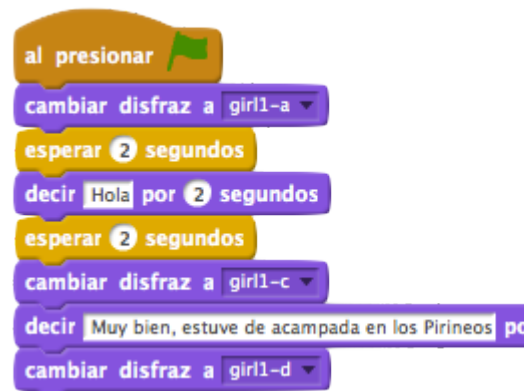 al presionar
cambiar disfraz a girl1-a
esperar 2 segundos
decir Hola por 2 segundos
esperar 2 segundos
cambiar disfraz a girl1-c
decir Muy bien, estuve de acampada en los Pirineos po
cambiar disfraz a girl1-d